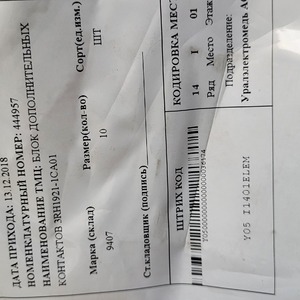 ДАТА ПРИХОДА: 13.12.2018
НОМЕНКЛАТУРНЫЙ НОМЕР: 444957
НАИМЕНОВАНИЕ ТМЦ: БЛОК ДОПОЛНИТЕЛЬНЫХ
КОНТАКТОВ 3RH1921-1CA01
Марка (склад) Размер(кол. во) Сорт(ед.изм.)
9407 10 ШТ
Ст.кладовщик (подпись)
ШТРИХ КОД
Y05 I1401ELEM
КОДИРОВКА МЕСТ
14 I 01
Ряд Место Этаж
Подразделение:
Уралэлектромедь